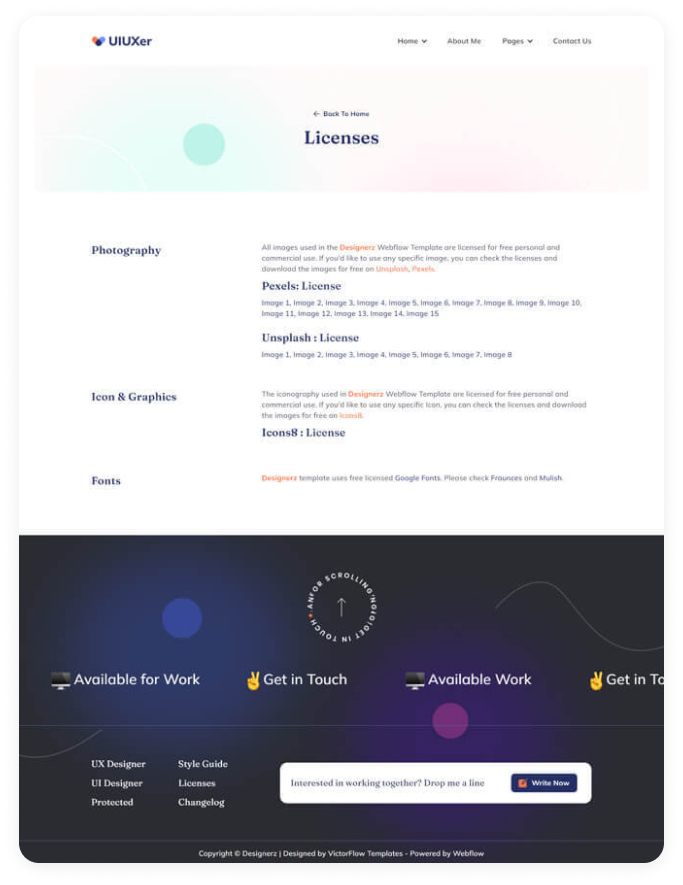 UIUXer
Home
About Me
Pages
Contact Us
← Back To Home
Licenses
Photography
All images used in the Designerz Webflow Template are licensed for free personal and
commercial use. If you'd like to use any specific image, you can check the licenses and
download the images for free on Unsplash, Pexels.
Pexels: License
Image 1, Image 2, Image 3, Image 4, Image 5, Image 6, Image 7, Image 8, Image 9, Image 10,
Image 11, Image 12, Image 13, Image 14, Image 15
Unsplash : License
Image 1, Image 2, Image 3, Image 4, Image 5, Image 6, Image 7, Image 8
Icon & Graphics
The iconography used in Designerz Webflow Template are licensed for free personal and
commercial use. If you'd like to use any specific Icon, you can check the licenses and download
the images for free on Icons8.
Icons8 : License
Fonts
Designerz template uses free licensed Google Fonts. Please check Fraunces and Mulish.
SCROLLING
GET IN TOUCH
Available for Work
Get in Touch
Available Work
Get in To
UX Designer
Style Guide
UI Designer
Licenses
Protected
Changelog
Interested in working together? Drop me a line
Write Now
Copyright © Designerz | Designed by VictorFlow Templates - Powered by Webflow